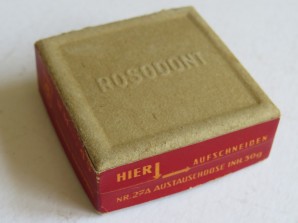 ROSODONT
HIER AUFSCHNEIDEN
NR. 27A AUSTAUSCHDOSE INH. 50g